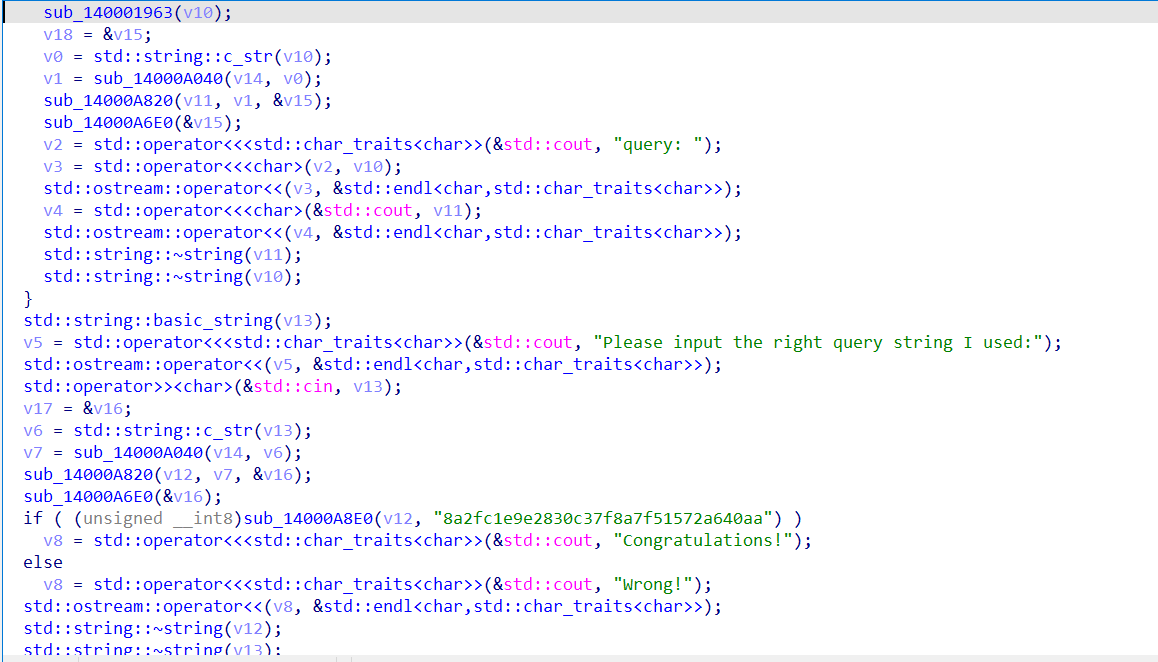 sub_140001963(v10);
v18 = &v15;
v0 = std::string::c_str(v10);
v1 = sub_14000A040(v14, v0);
sub_14000A820(v11, v1, &v15);
sub_14000A6E0(&v15);
v2 = std::operator<<<std::char_traits<char>>(&std::cout, "query: ");
v3 = std::operator<<<char>(v2, v10);
std::ostream::operator<<(v3, &std::endl<char,std::char_traits<char>>);
v4 = std::operator<<<char>(&std::cout, v11);
std::ostream::operator<<(v4, &std::endl<char,std::char_traits<char>>);
std::string::~string(v11);
std::string::~string(v10);
}
std::string::basic_string(v13);
v5 = std::operator<<<std::char_traits<char>>(&std::cout, "Please input the right query string I used:");
std::ostream::operator<<(v5, &std::endl<char,std::char_traits<char>>);
std::operator>><char>(&std::cin, v13);
v17 = &v16;
v6 = std::string::c_str(v13);
v7 = sub_14000A040(v14, v6);
sub_14000A820(v12, v7, &v16);
sub_14000A6E0(&v16);
if ( (unsigned __int8)sub_14000A8E0(v12, "8a2fc1e9e2830c37f8a7f51572a640aa") )
v8 = std::operator<<<std::char_traits<char>>(&std::cout, "Congratulations!");
else
v8 = std::operator<<<std::char_traits<char>>(&std::cout, "Wrong!");
std::ostream::operator<<(v8, &std::endl<char,std::char_traits<char>>);
std::string::~string(v12);
std::string::~string(v13);